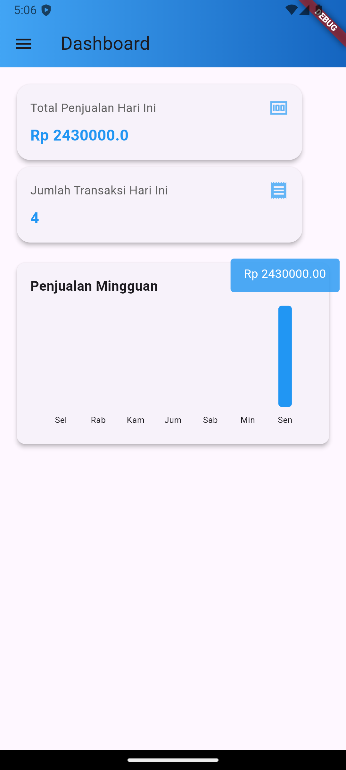 5:06
DEBUG
Dashboard
Total Penjualan Hari Ini
Rp 2430000.0
Jumlah Transaksi Hari Ini
4
Rp 2430000.00
Penjualan Mingguan
Sel Rab Kam Jum Sab Min Sen